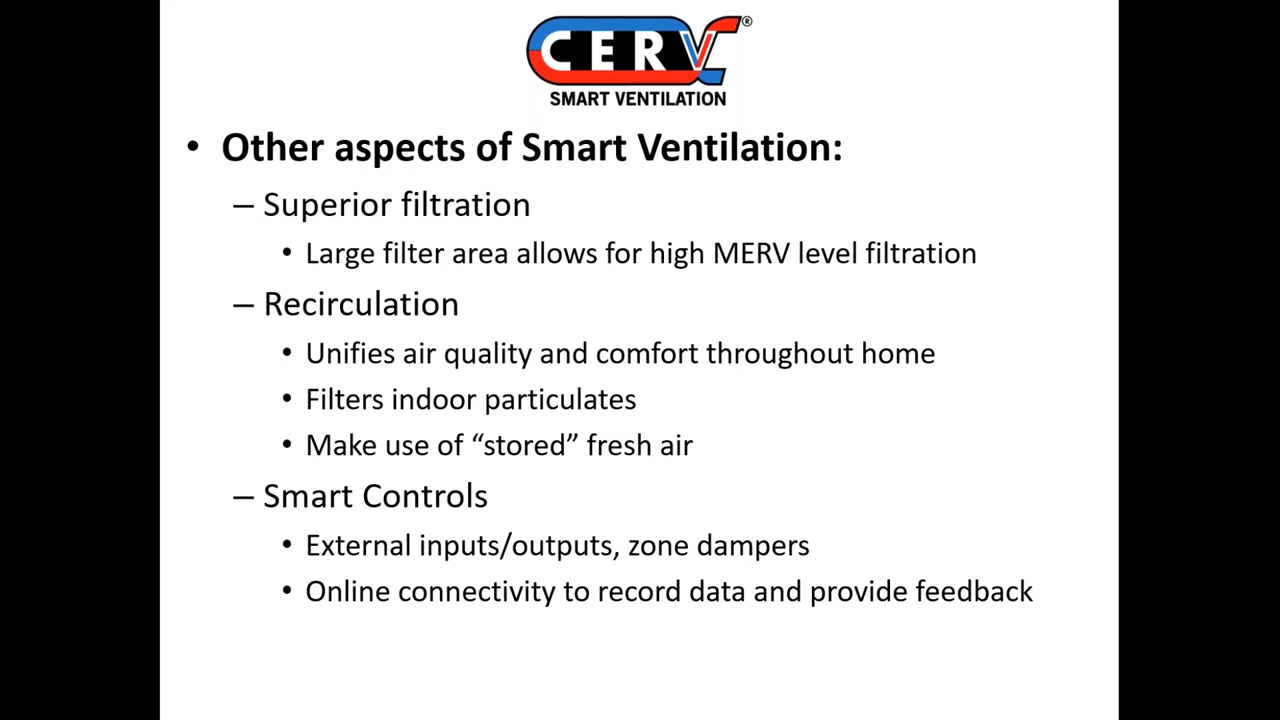 CERV®
SMART VENTILATION
• Other aspects of Smart Ventilation:
– Superior filtration
• Large filter area allows for high MERV level filtration
– Recirculation
• Unifies air quality and comfort throughout home
• Filters indoor particulates
• Make use of “stored” fresh air
– Smart Controls
• External inputs/outputs, zone dampers
• Online connectivity to record data and provide feedback